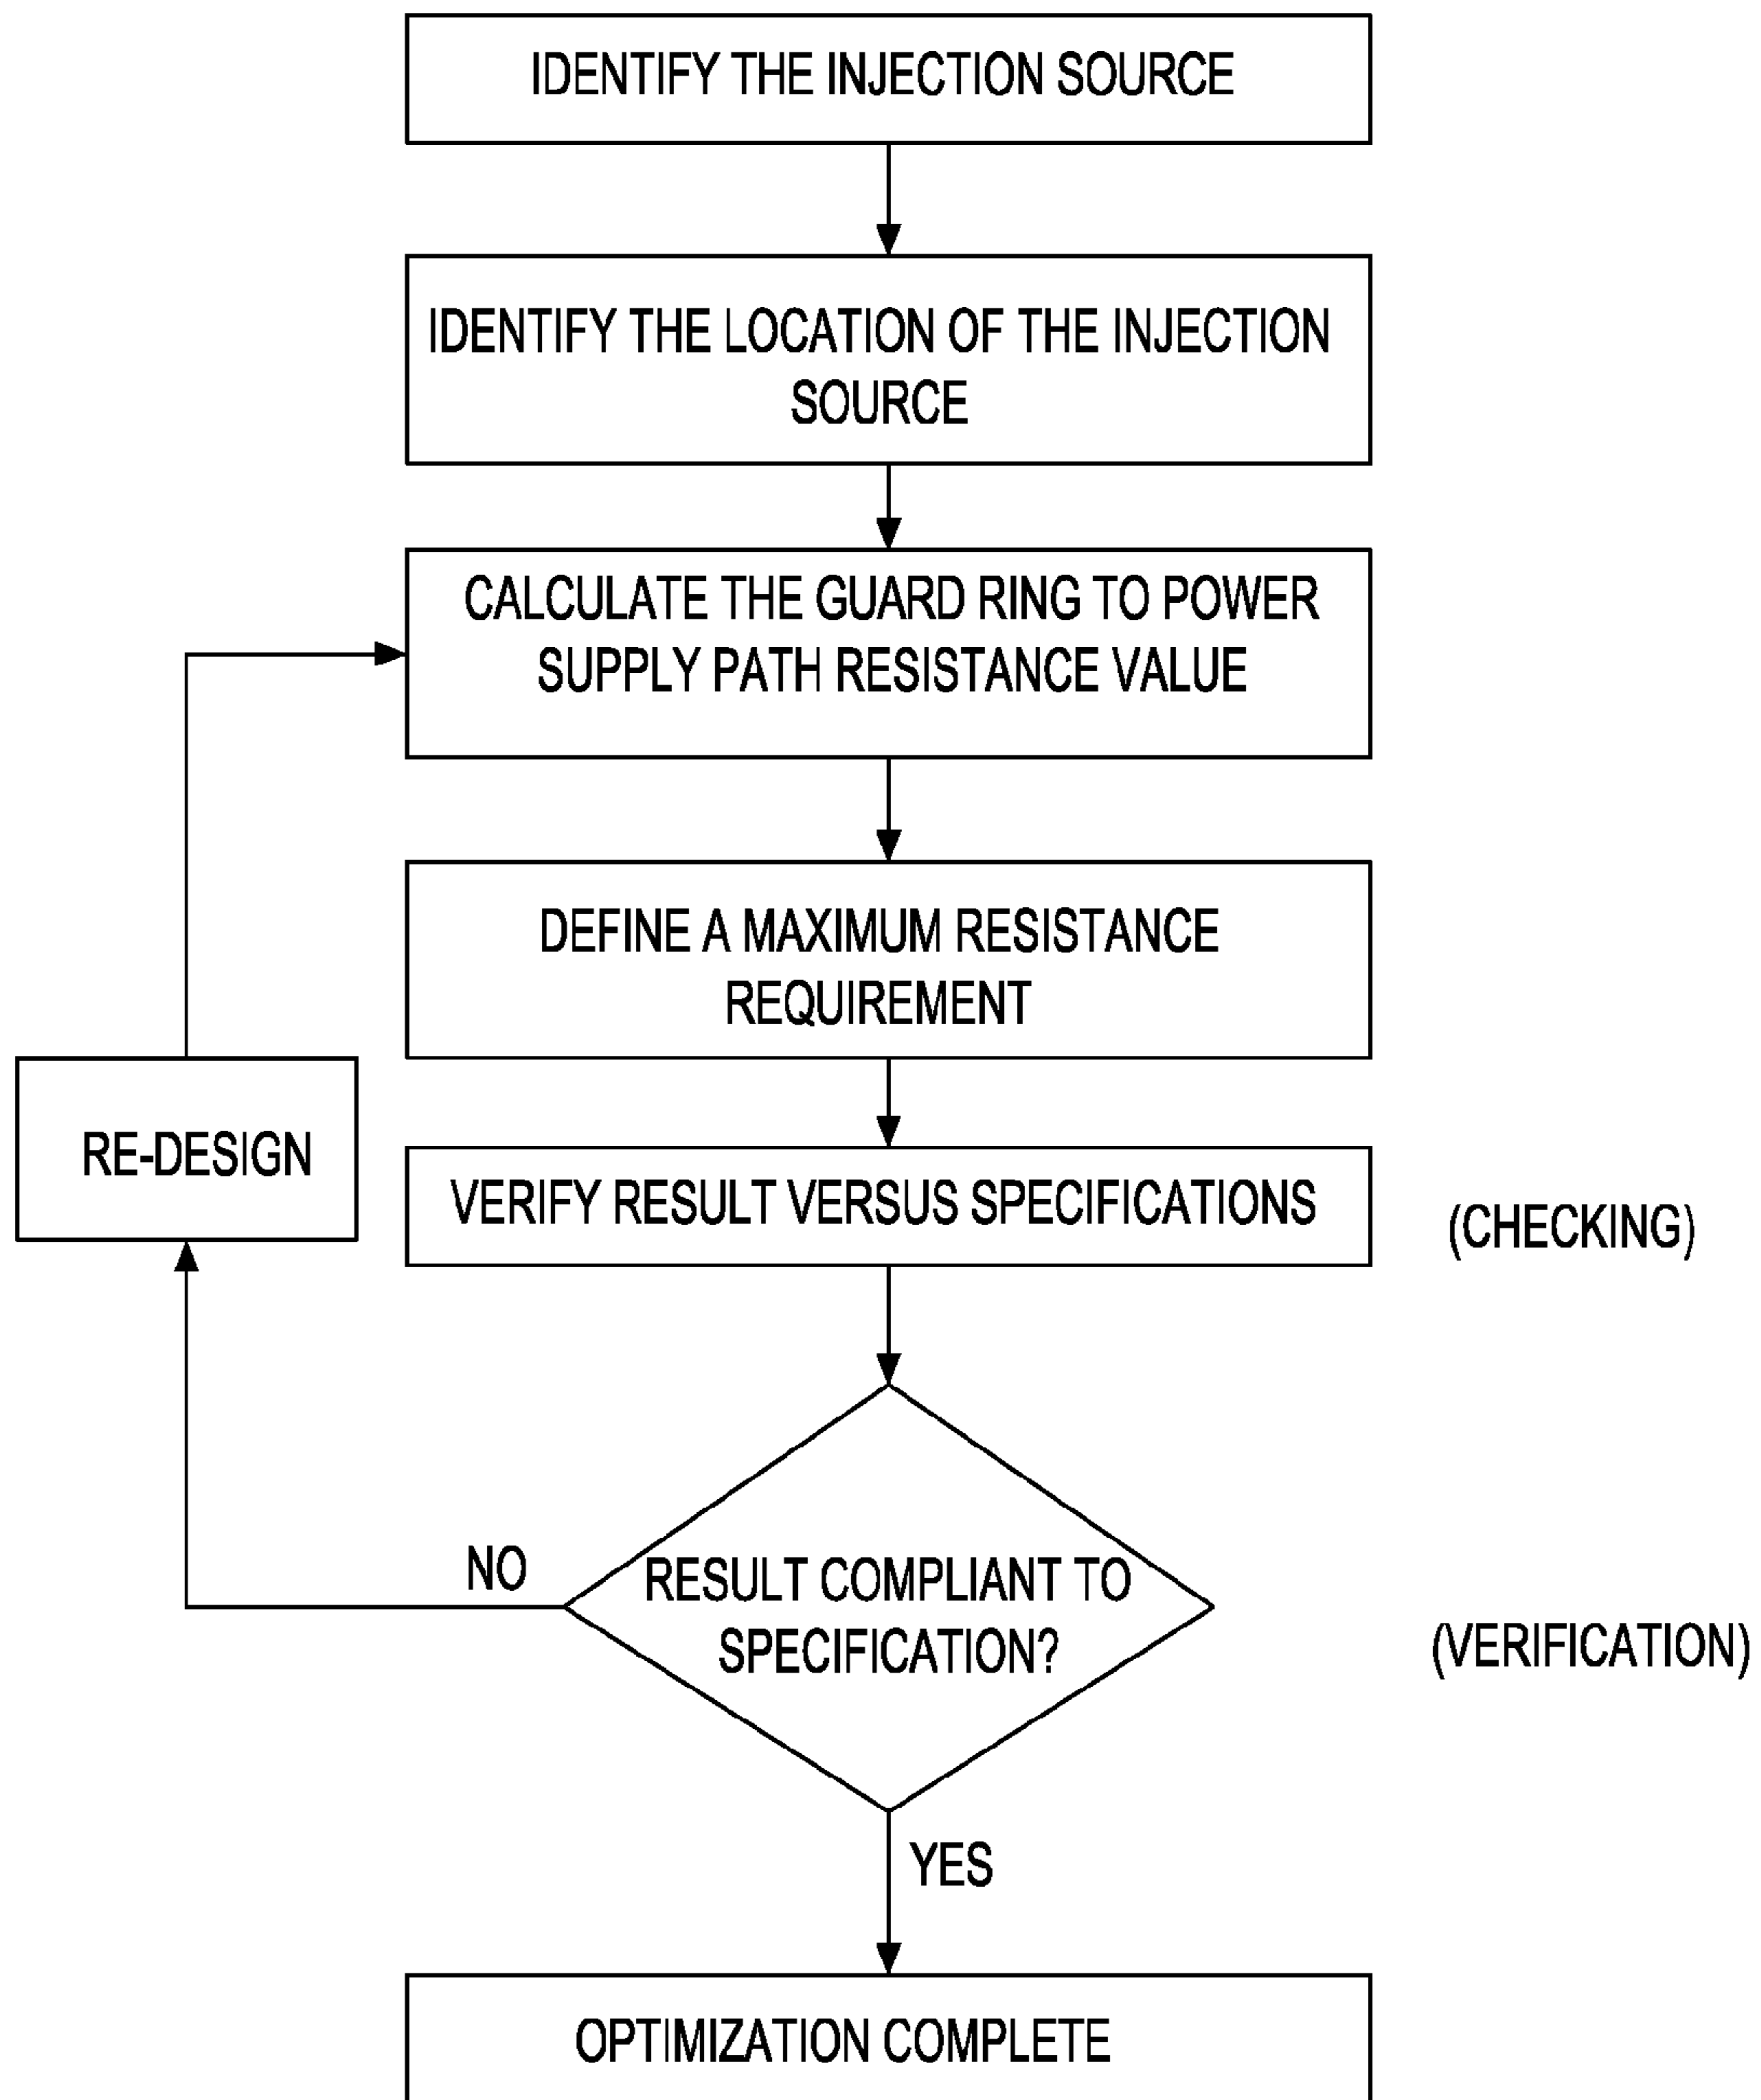 IDENTIFY THE INJECTION SOURCE
IDENTIFY THE LOCATION OF THE INJECTION
SOURCE
CALCULATE THE GUARD RING TO POWER
SUPPLY PATH RESISTANCE VALUE
DEFINE A MAXIMUM RESISTANCE
REQUIREMENT
RE-DESIGN
VERIFY RESULT VERSUS SPECIFICATIONS
(CHECKING)
NO
RESULT COMPLIANT TO
SPECIFICATION?
(VERIFICATION)
YES
OPTIMIZATION COMPLETE